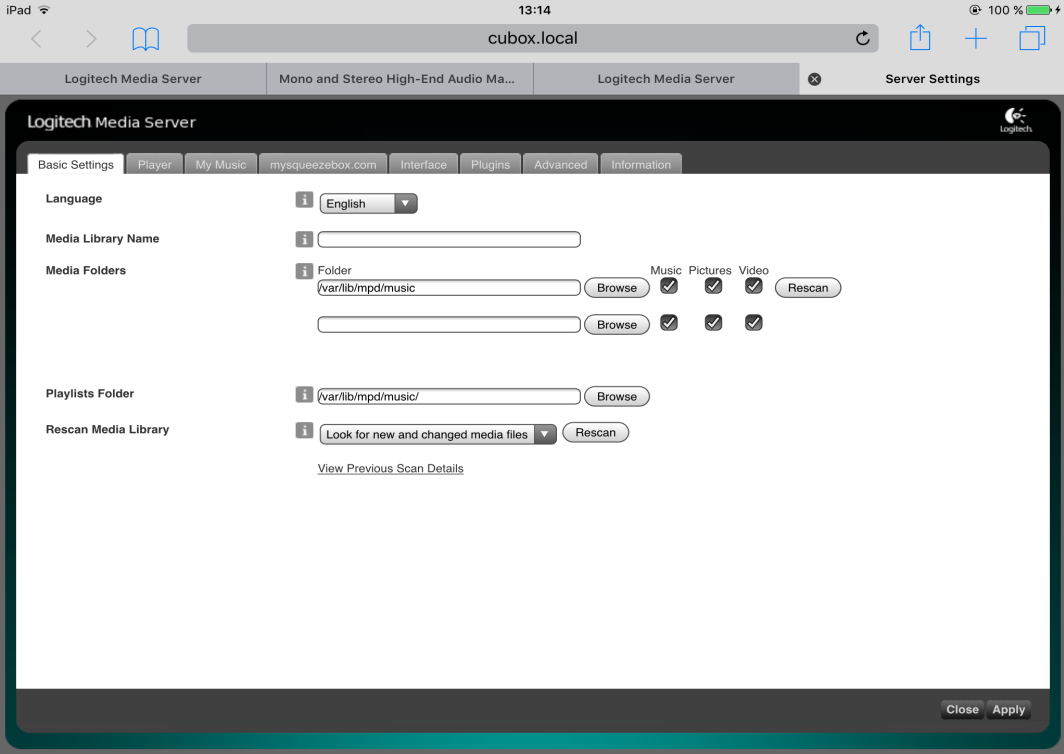 iPad 13:14 100 %
cubox.local
Logitech Media Server Mono and Stereo High-End Audio Ma... Logitech Media Server Server Settings
Logitech Media Server
Logitech
Basic Settings Player My Music mysqueezebox.com Interface Plugins Advanced Information
Language i English
Media Library Name i
Media Folders i Folder Music Pictures Video
/var/lib/mpd/music Browse Rescan
Browse
Playlists Folder i /var/lib/mpd/music/ Browse
Rescan Media Library i Look for new and changed media files Rescan
View Previous Scan Details
Close Apply